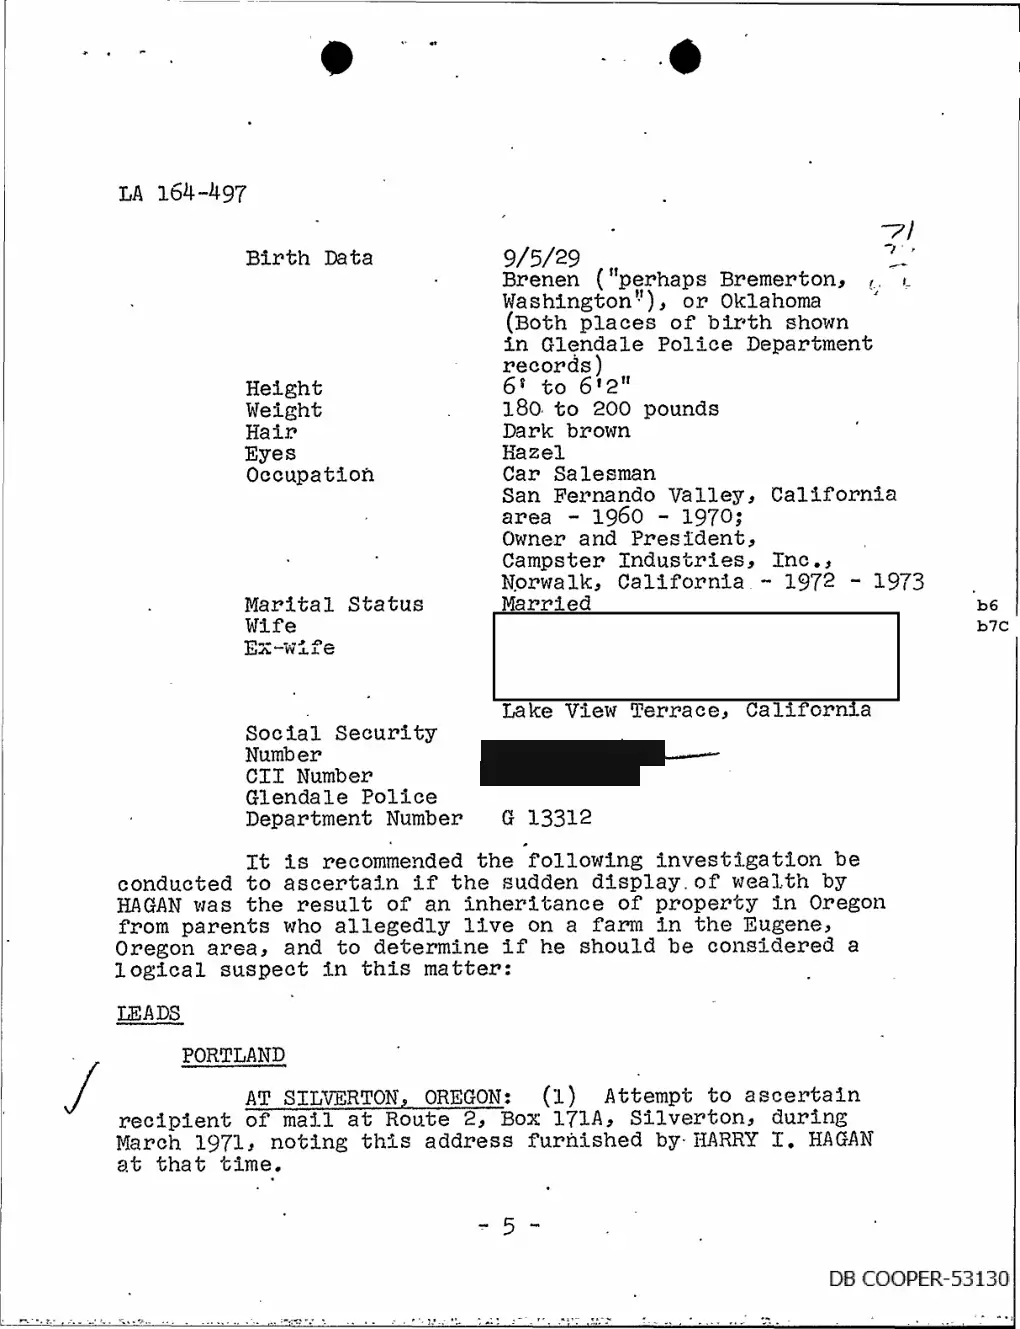 LA 164-497
71
Birth Data 9/5/29
Brenen ("perhaps Bremerton,
Washington"), or Oklahoma
(Both places of birth shown
in Glendale Police Department
records)
Height 6' to 6'2"
Weight 180 to 200 pounds
Hair Dark brown
Eyes Hazel
Occupation Car Salesman
San Fernando Valley, California
area - 1960 - 1970;
Owner and President,
Campster Industries, Inc.,
Norwalk, California - 1972 - 1973
Marital Status Married
b6
Wife
b7C
Ex-wife
Lake View Terrace, California
Social Security
Number
CII Number
Glendale Police
Department Number G 13312
It is recommended the following investigation be
conducted to ascertain if the sudden display of wealth by
HAGAN was the result of an inheritance of property in Oregon
from parents who allegedly live on a farm in the Eugene,
Oregon area, and to determine if he should be considered a
logical suspect in this matter:
LEADS
PORTLAND
AT SILVERTON, OREGON: (1) Attempt to ascertain
recipient of mail at Route 2, Box 171A, Silverton, during
March 1971, noting this address furnished by HARRY I. HAGAN
at that time.
- 5 -
DB COOPER-53130